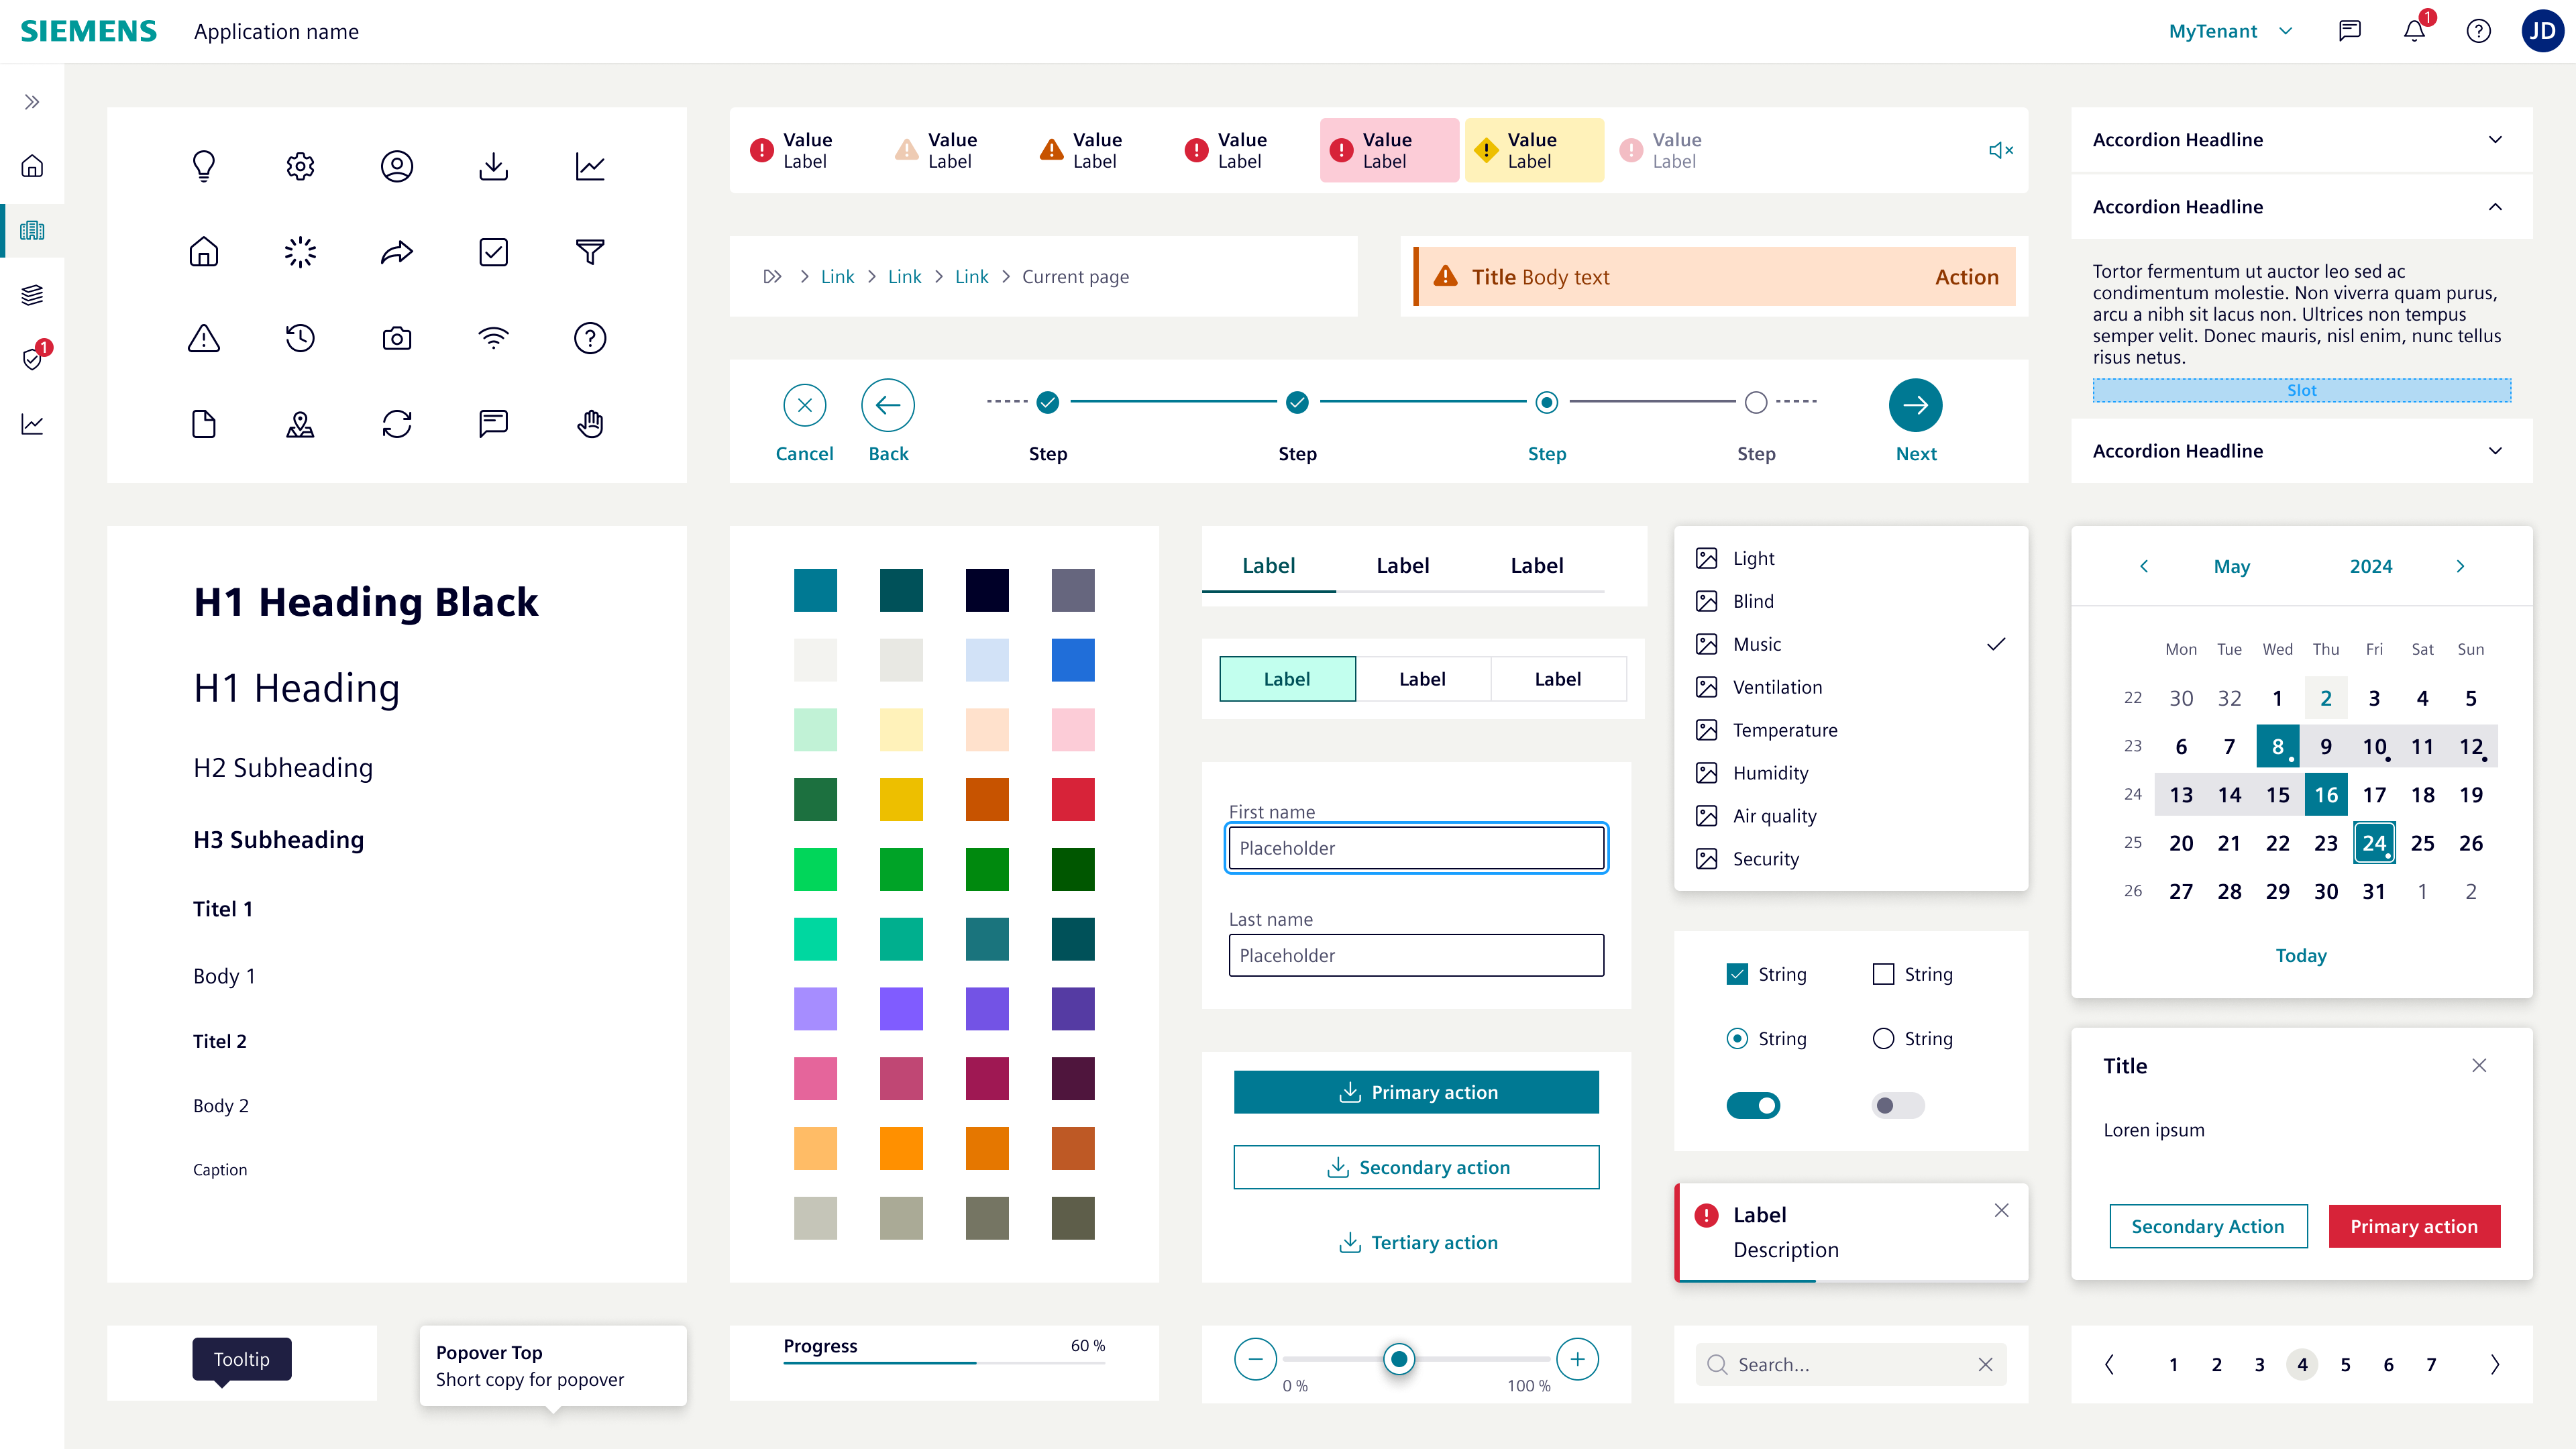 SIEMENS
Application name
MyTenant
1
JD
1
Value
Label
Value
Label
Value
Label
Value
Label
Value
Label
Value
Label
Value
Label
Link
Link
Link
Current page
Title Body text
Action
Cancel
Back
Step
Step
Step
Step
Next
Accordion Headline
Accordion Headline
Tortor fermentum ut auctor leo sed ac
condimentum molestie. Non viverra quam purus,
arcu a nibh sit lacus non. Ultrices non tempus
semper velit. Donec mauris, nisl enim, nunc tellus
risus netus.
Slot
Accordion Headline
H1 Heading Black
H1 Heading
H2 Subheading
H3 Subheading
Titel 1
Body 1
Titel 2
Body 2
Caption
Label Label Label
Label Label Label
First name
Placeholder
Last name
Placeholder
Primary action
Secondary action
Tertiary action
Light
Blind
Music
Ventilation
Temperature
Humidity
Air quality
Security
String String
String String
Label
Description
May 2024
Mon Tue Wed Thu Fri Sat Sun
22 30 32 1 2 3 4 5
23 6 7 8 9 10 11 12
24 13 14 15 16 17 18 19
25 20 21 22 23 24 25 26
26 27 28 29 30 31 1 2
Today
Title
Loren ipsum
Secondary Action
Primary action
Tooltip
Popover Top
Short copy for popover
Progress 60 %
0 % 100 %
Search...
1 2 3 4 5 6 7